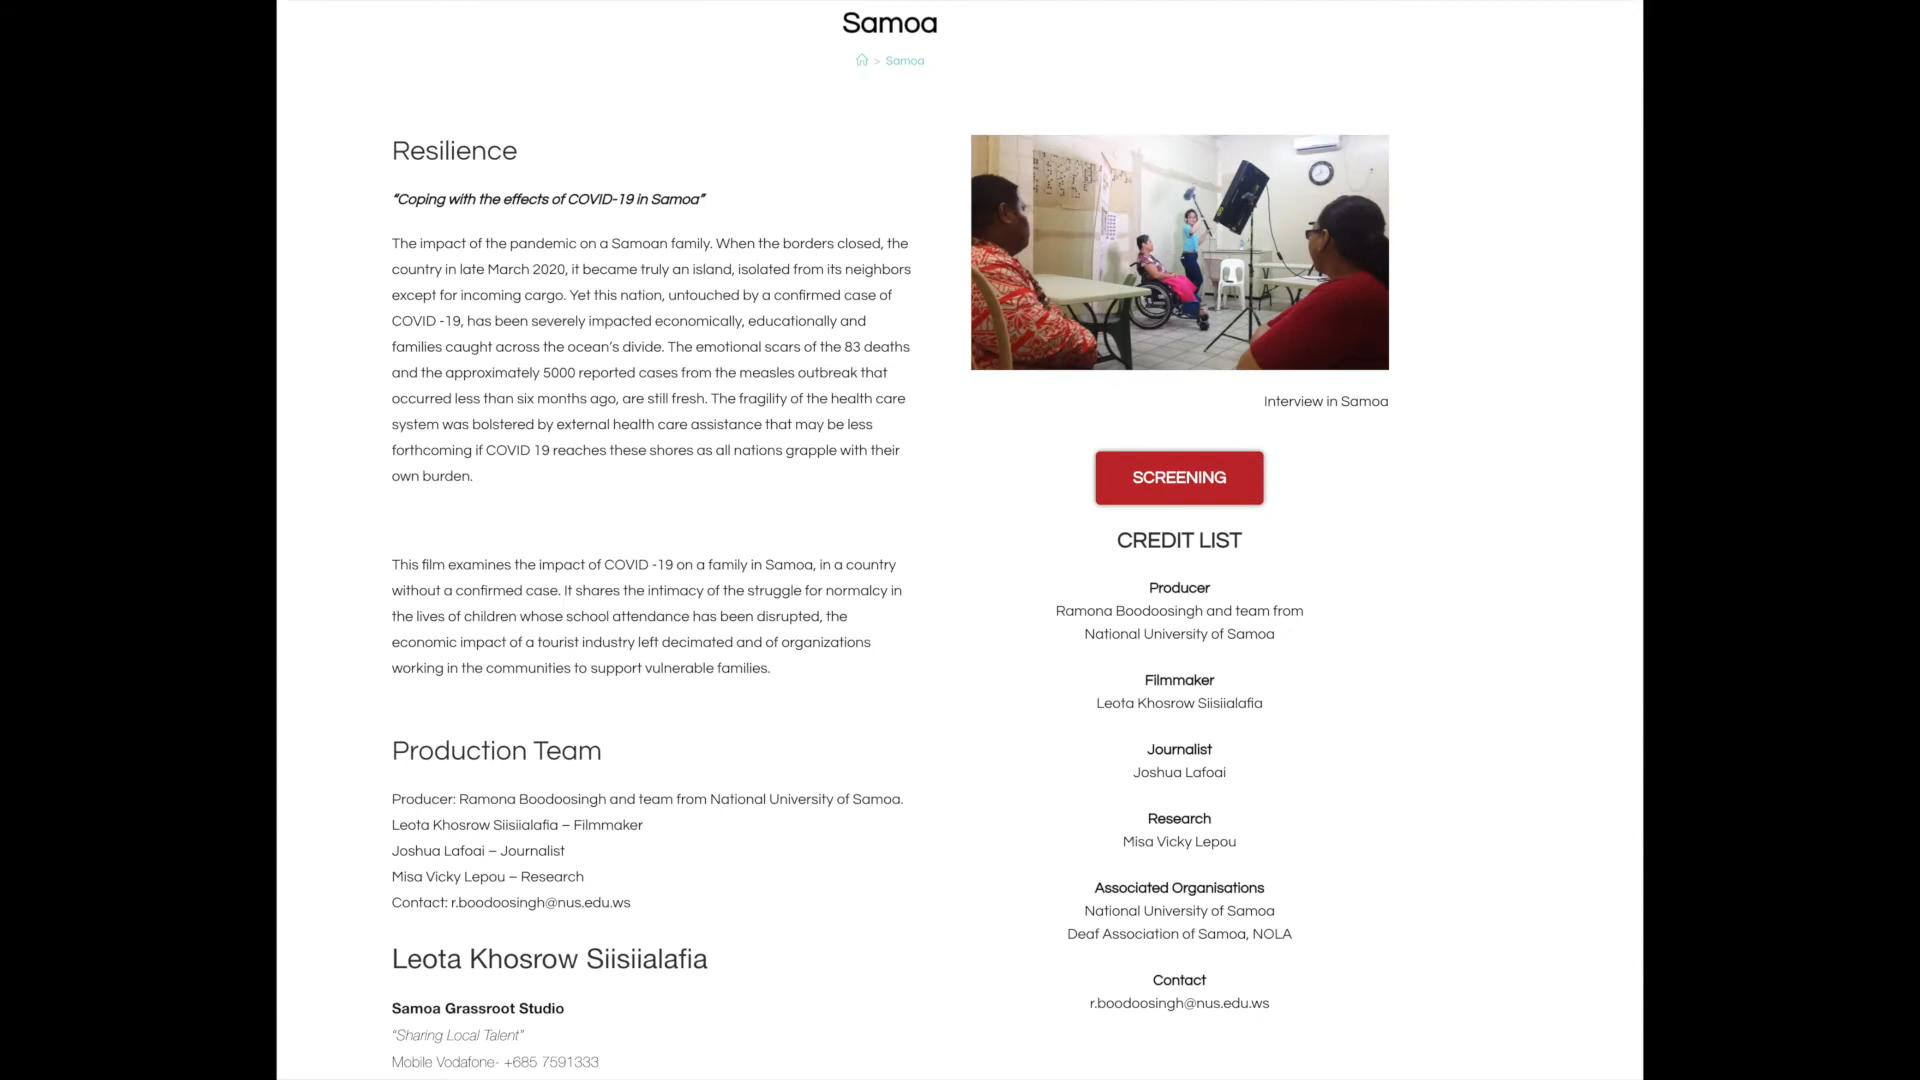 Samoa
> Samoa
Resilience
“Coping with the effects of COVID-19 in Samoa”
The impact of the pandemic on a Samoan family. When the borders closed, the
country in late March 2020, it became truly an island, isolated from its neighbors
except for incoming cargo. Yet this nation, untouched by a confirmed case of
COVID -19, has been severely impacted economically, educationally and
families caught across the ocean’s divide. The emotional scars of the 83 deaths
and the approximately 5000 reported cases from the measles outbreak that
occurred less than six months ago, are still fresh. The fragility of the health care
system was bolstered by external health care assistance that may be less
forthcoming if COVID 19 reaches these shores as all nations grapple with their
own burden.
This film examines the impact of COVID -19 on a family in Samoa, in a country
without a confirmed case. It shares the intimacy of the struggle for normalcy in
the lives of children whose school attendance has been disrupted, the
economic impact of a tourist industry left decimated and of organizations
working in the communities to support vulnerable families.
Production Team
Producer: Ramona Boodoosingh and team from National University of Samoa.
Leota Khosrow Siisiialafia – Filmmaker
Joshua Lafoai – Journalist
Misa Vicky Lepou – Research
Contact: r.boodoosingh@nus.edu.ws
Leota Khosrow Siisiialafia
Samoa Grassroot Studio
“Sharing Local Talent”
Mobile Vodafone- +685 7591333
Interview in Samoa
SCREENING
CREDIT LIST
Producer
Ramona Boodoosingh and team from
National University of Samoa
Filmmaker
Leota Khosrow Siisiialafia
Journalist
Joshua Lafoai
Research
Misa Vicky Lepou
Associated Organisations
National University of Samoa
Deaf Association of Samoa, NOLA
Contact
r.boodoosingh@nus.edu.ws